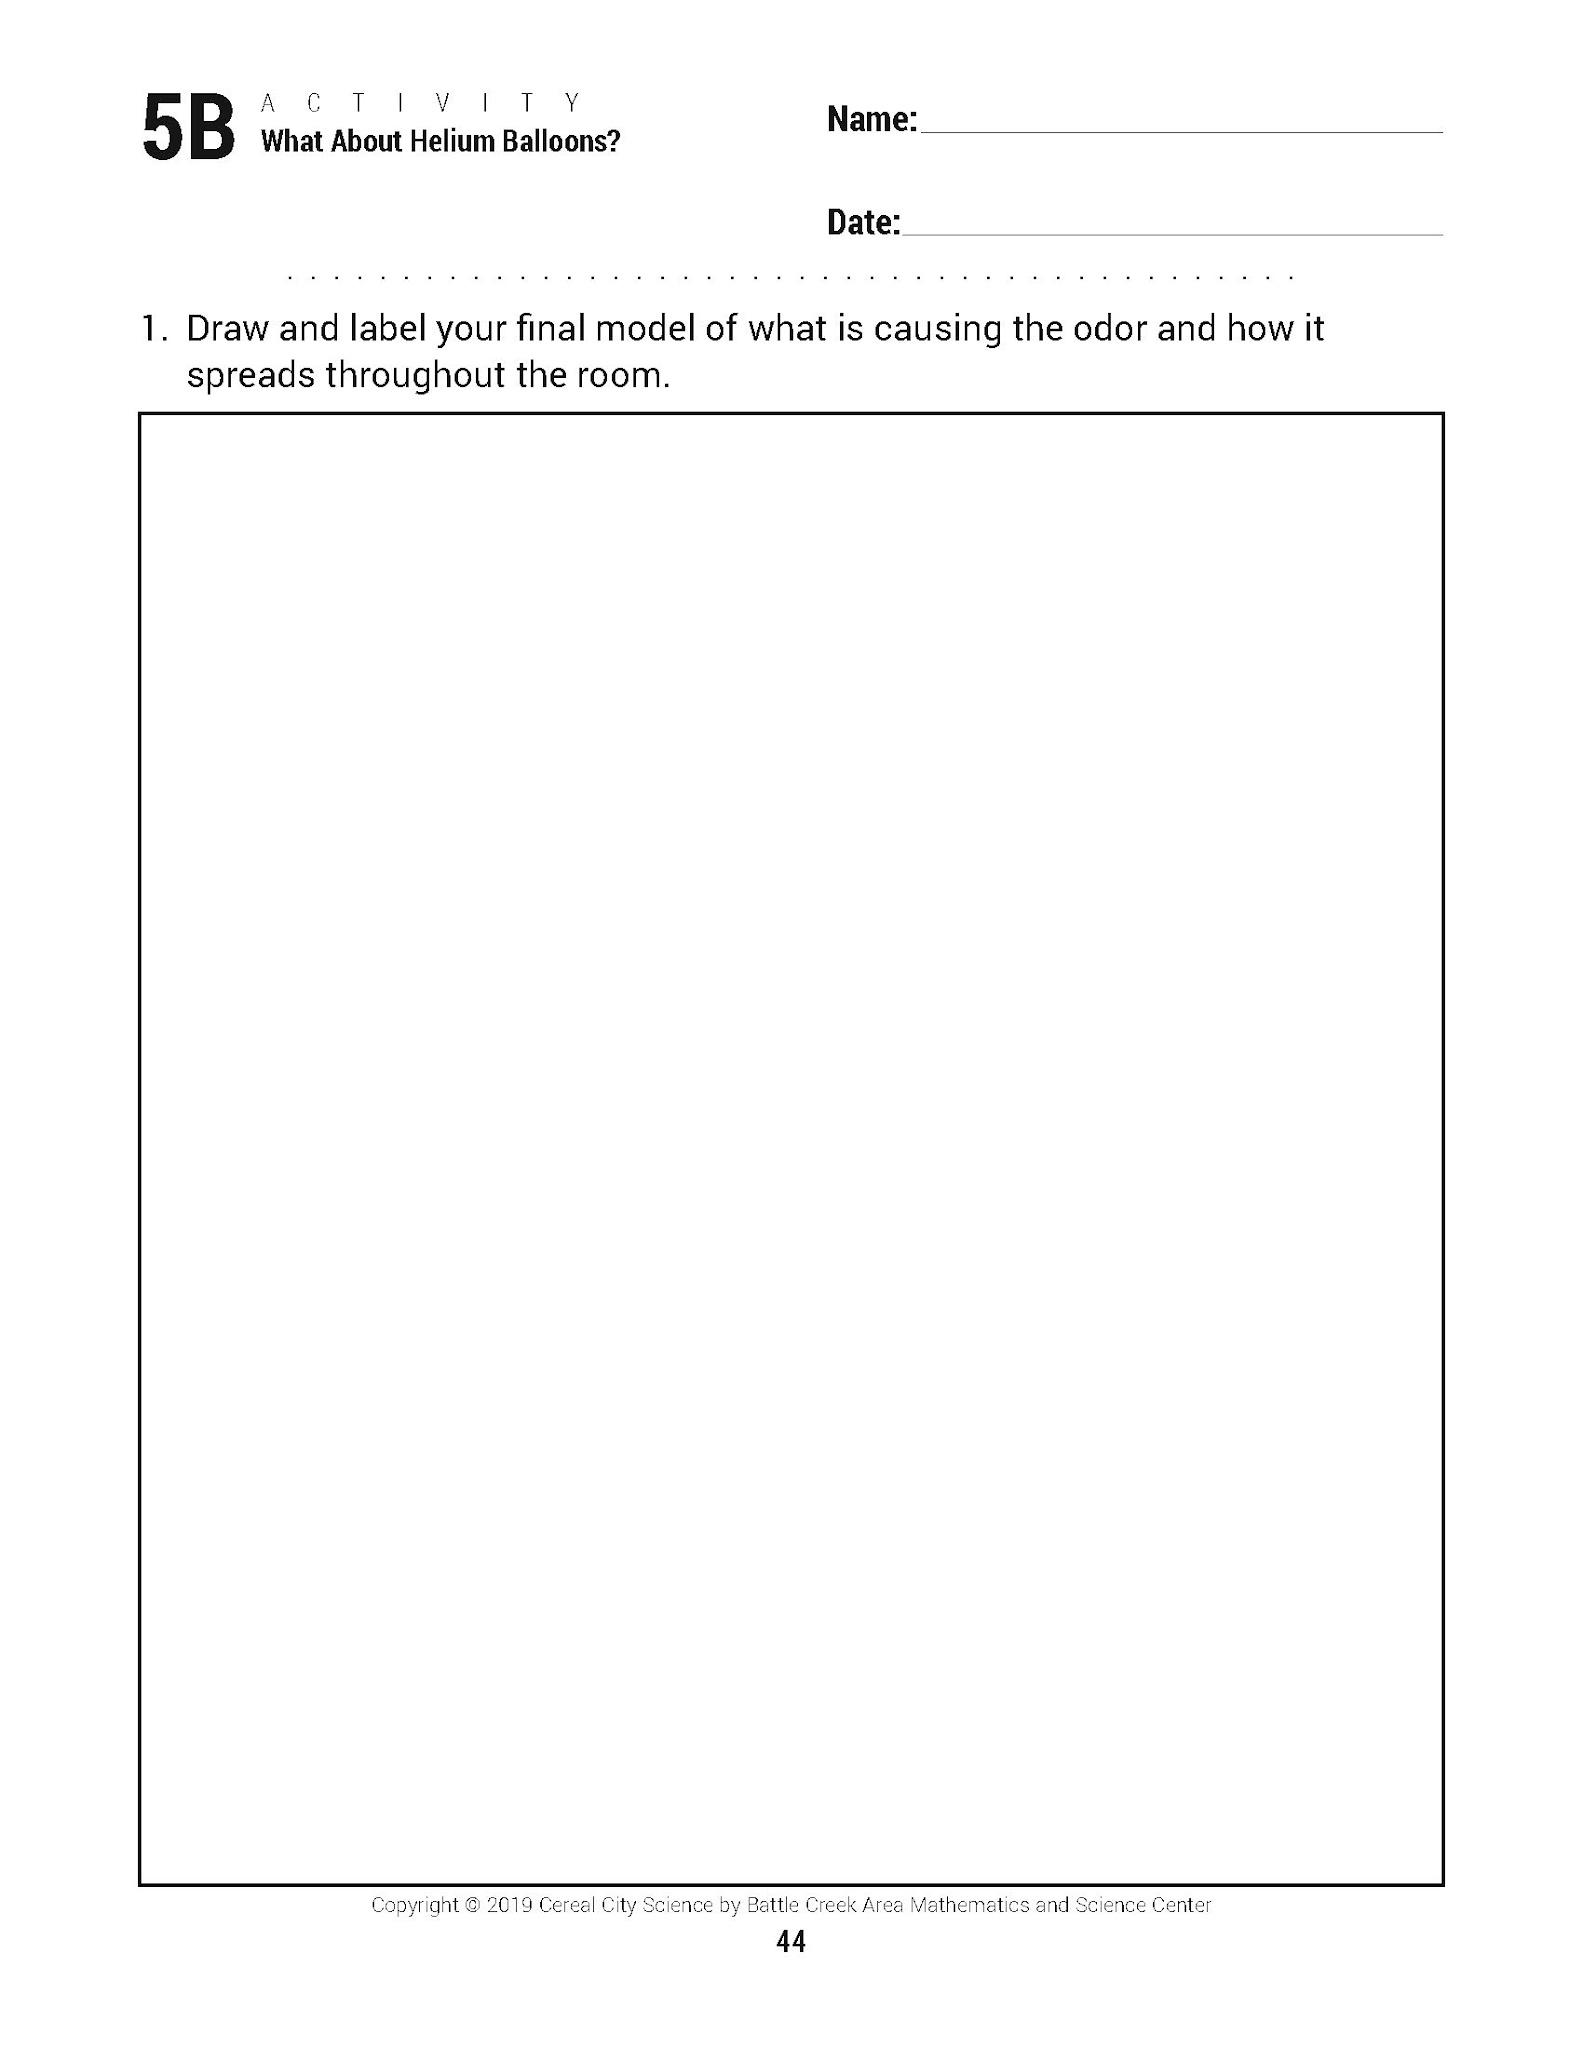 5B ACTIVITY
What About Helium Balloons?
Name:
Date:
1. Draw and label your final model of what is causing the odor and how it
spreads throughout the room.
Copyright © 2019 Cereal City Science by Battle Creek Area Mathematics and Science Center
44